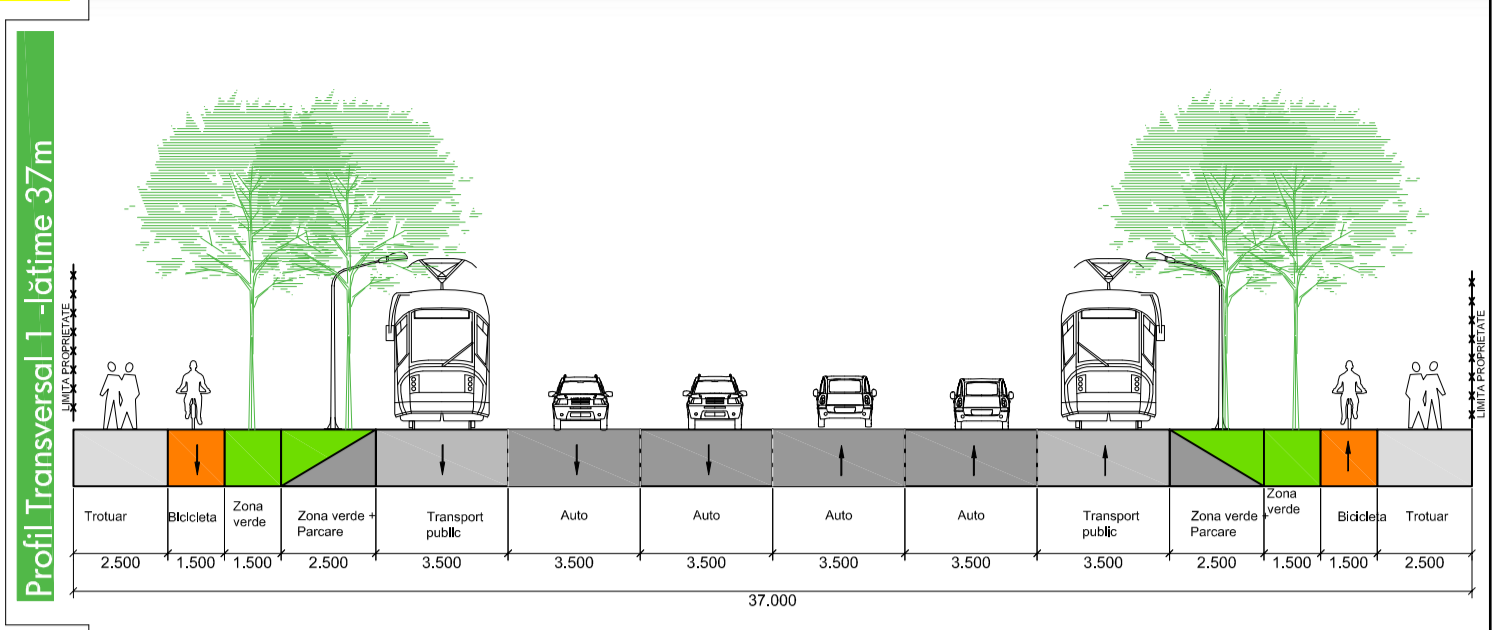 Profil Transversal 1 -lățime 37m
LIMITA PROPRIETATE
LIMITA PROPRIETATE
Trotuar
Bicicleta
Zona
verde
Zona verde +
Parcare
Transport
public
Auto
Auto
Auto
Auto
Transport
public
Zona verde +
Parcare
Zona
verde
Bicicleta
Trotuar
2.500
1.500
1.500
2.500
3.500
3.500
3.500
3.500
3.500
3.500
2.500
1.500
1.500
2.500
37.000